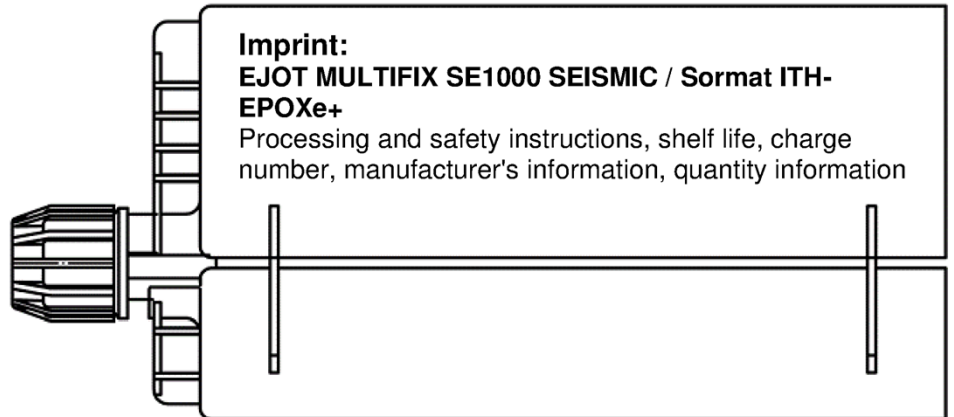 Imprint:
EJOT MULTIFIX SE1000 SEISMIC / Sormat ITH-
EPOXe+
Processing and safety instructions, shelf life, charge
number, manufacturer's information, quantity information